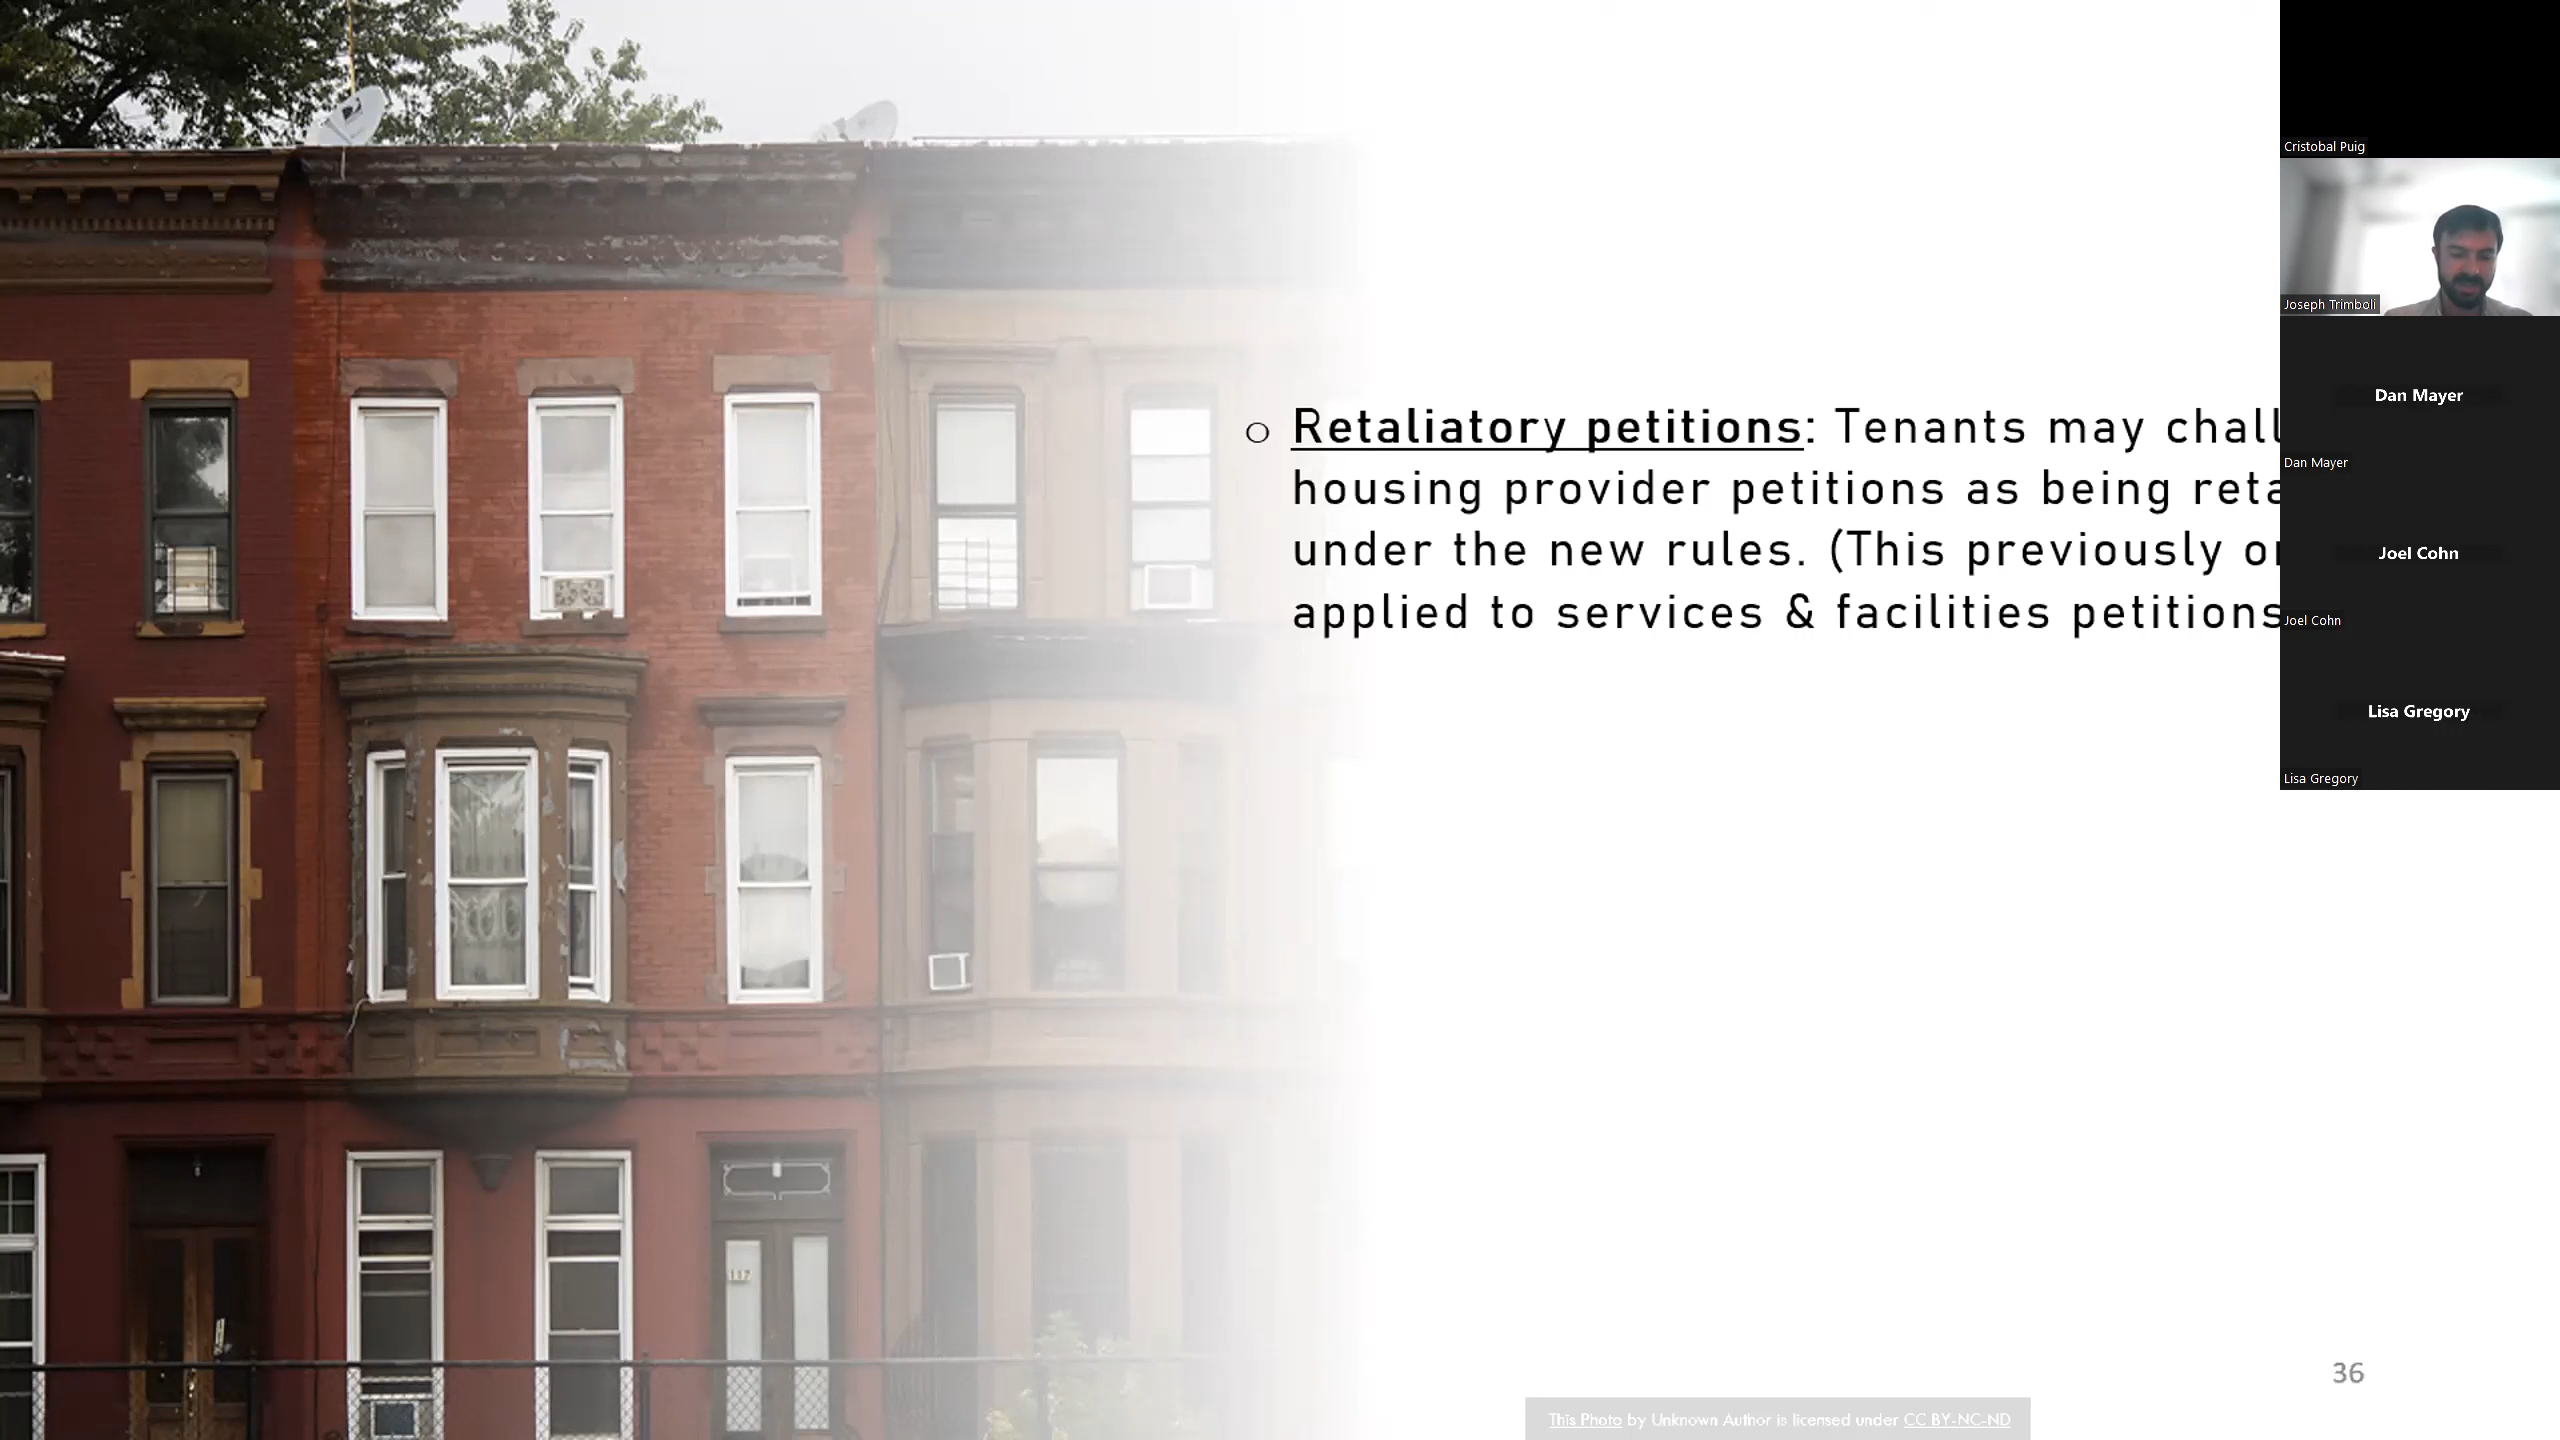 Cristobal Puig
Joseph Trimboli
Dan Mayer
Dan Mayer
Joel Cohn
Joel Cohn
Lisa Gregory
Lisa Gregory
Retaliatory petitions: Tenants may chall
housing provider petitions as being reta
under the new rules. (This previously
applied to services & facilities petitions
117
36
This Photo by Unknown Author is licensed under CC BY-NC-ND